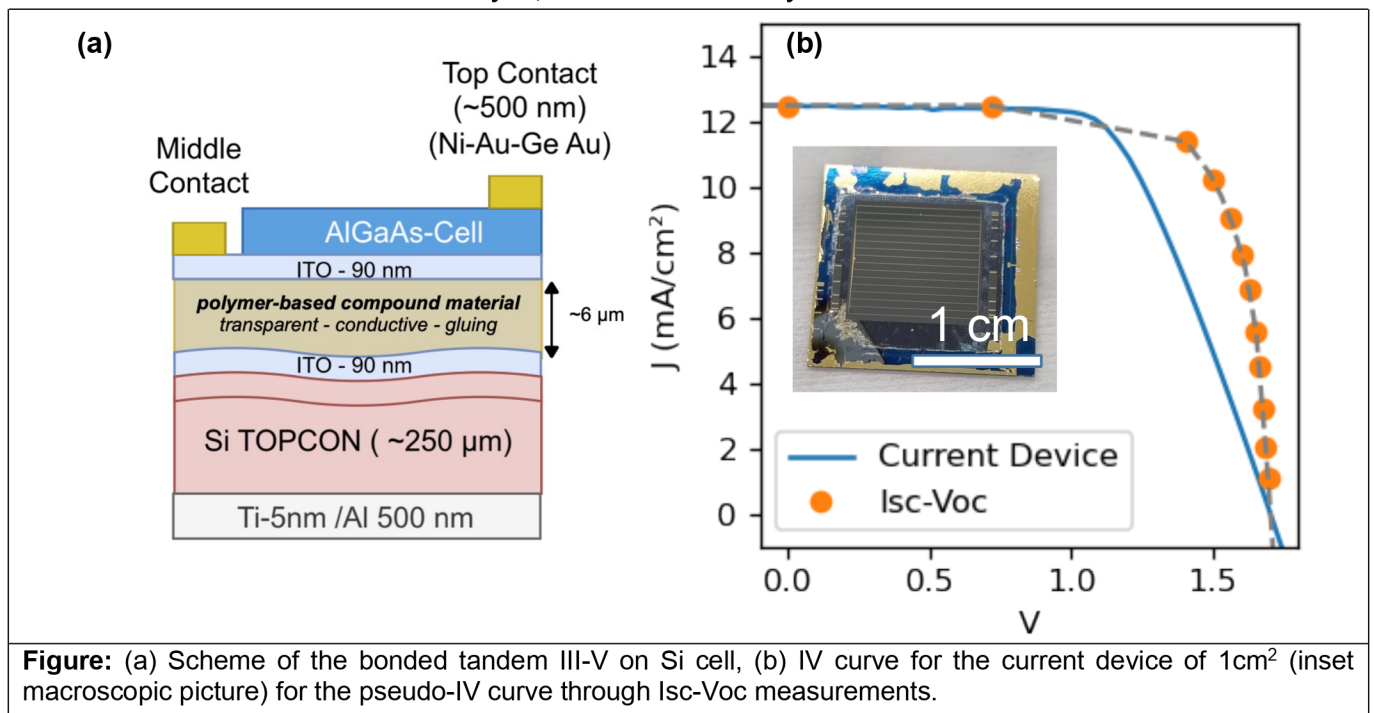 (a)
Top Contact
(~500 nm)
(Ni-Au-Ge Au)
Middle
Contact
AlGaAs-Cell
ITO - 90 nm
polymer-based compound material
transparent - conductive - gluing
~6 µm
ITO - 90 nm
Si TOPCON ( ~250 µm)
Ti-5nm /Al 500 nm
(b)
14
12
10
8
6
4
2
0
J (mA/cm²)
1 cm
Current Device
Isc-Voc
0.0 0.5 1.0 1.5
V
Figure: (a) Scheme of the bonded tandem III-V on Si cell, (b) IV curve for the current device of 1cm² (inset
macroscopic picture) for the pseudo-IV curve through Isc-Voc measurements.